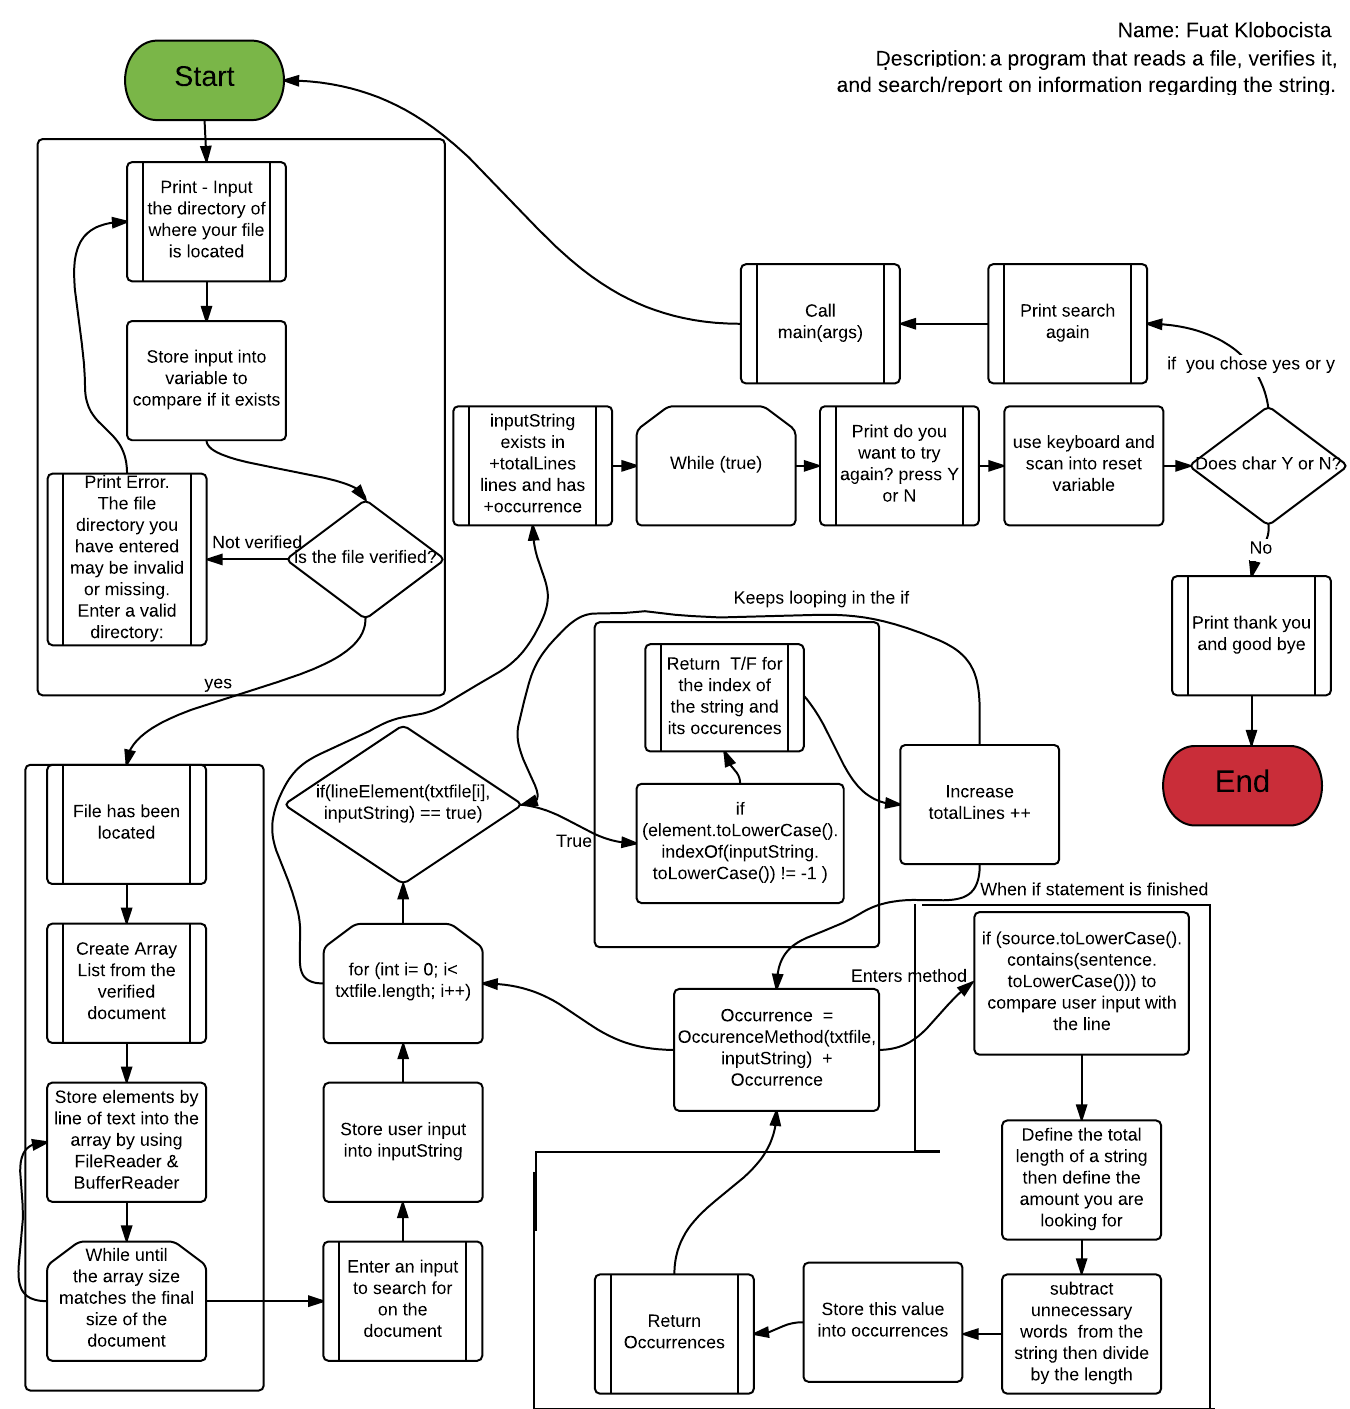 Name: Fuat Klobocista
Description: a program that reads a file, verifies it,
and search/report on information regarding the string.
Start
Print - Input
the directory of
where your file
is located
Store input into
variable to
compare if it exists
Print Error.
The file
directory you
have entered
may be invalid
or missing.
Enter a valid
directory:
Not verified
is the file verified?
yes
File has been
located
Create Array
List from the
verified
document
Store elements by
line of text into the
array by using
FileReader &
BufferReader
While until
the array size
matches the final
size of the
document
Enter an input
to search for
on the
document
Store user input
into inputString
for (int i= 0; i<
txtfile.length; i++)
if(lineElement(txtfile[i],
inputString) == true)
True
if
(element.toLowerCase().
indexOf(inputString.
toLowerCase()) != -1 )
Return  T/F for
the index of
the string and
its occurences
Keeps looping in the if
Increase
totalLines ++
When if statement is finished
Occurrence  =
OccurenceMethod(txtfile,
inputString)  +
Occurrence
Enters method
if (source.toLowerCase().
contains(sentence.
toLowerCase())) to
compare user input with
the line
Define the total
length of a string
then define the
amount you are
looking for
subtract
unnecessary
words  from the
string then divide
by the length
Store this value
into occurrences
Return
Occurrences
inputString
exists in
+totalLines
lines and has
+occurrence
While (true)
Print do you
want to try
again? press Y
or N
use keyboard and
scan into reset
variable
Does char Y or N?
if  you chose yes or y
Print search
again
Call
main(args)
No
Print thank you
and good bye
End